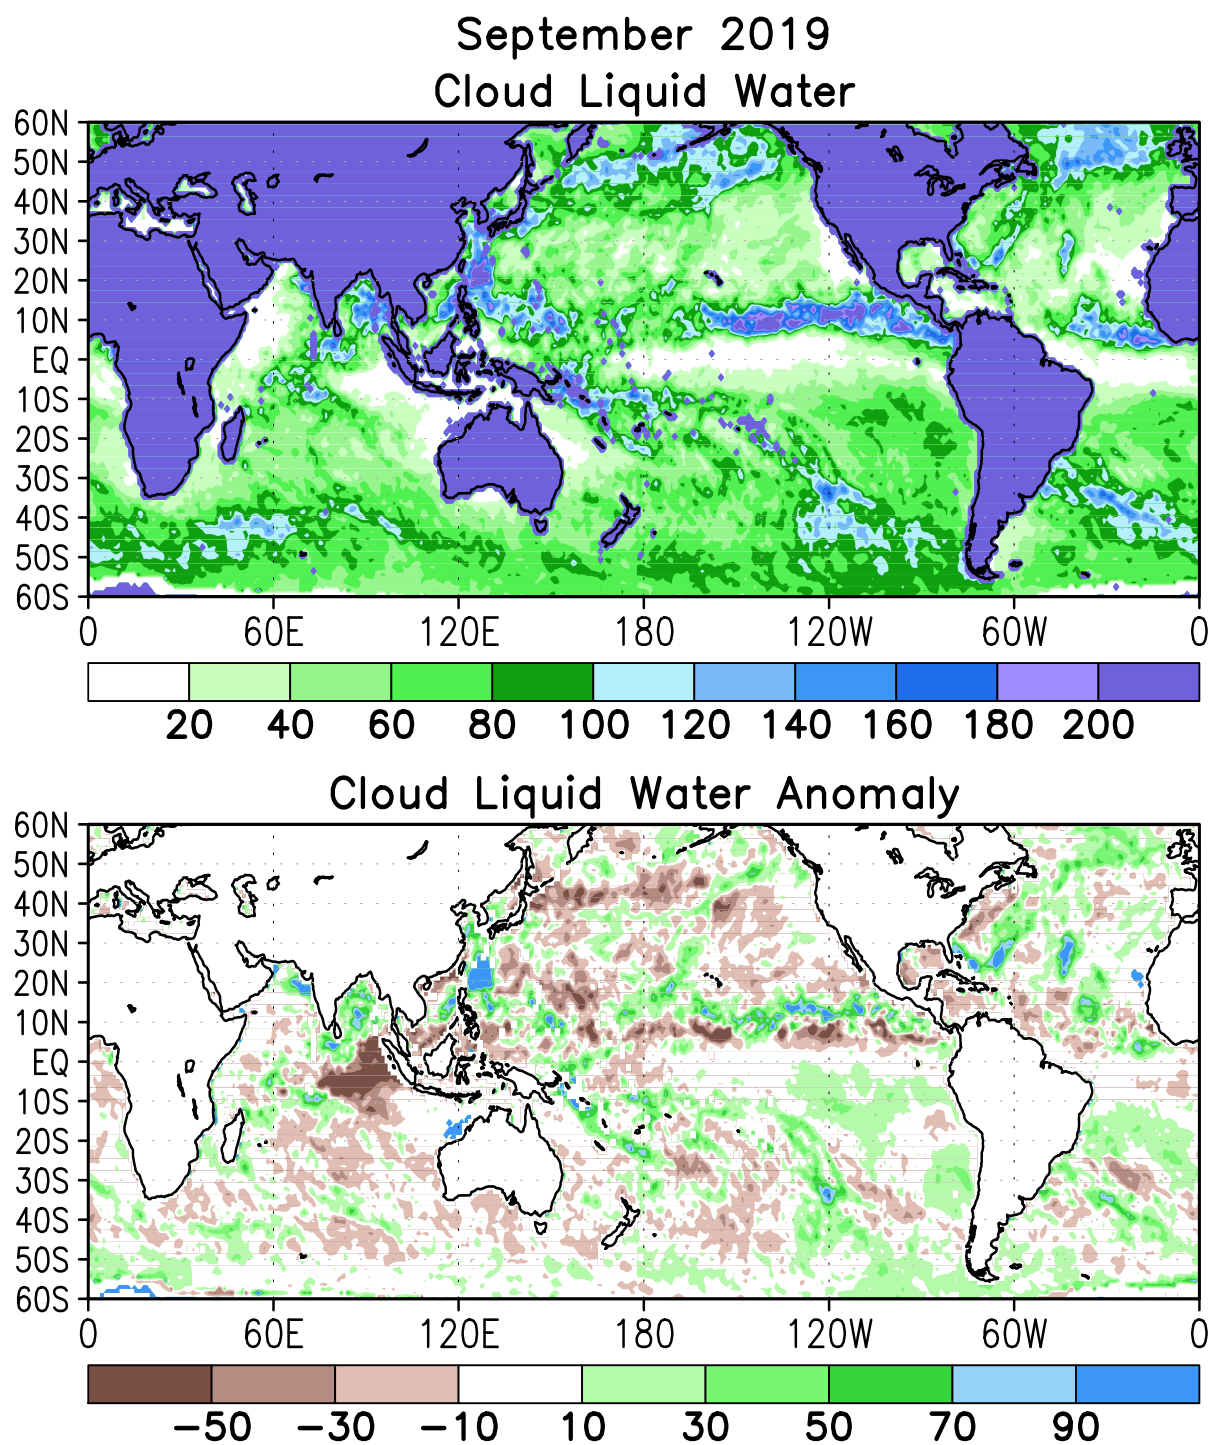 September 2019
Cloud Liquid Water
60N
50N
40N
30N
20N
10N
EQ
10S
20S
30S
40S
50S
60S
0 60E 120E 180 120W 60W 0
20 40 60 80 100 120 140 160 180 200
Cloud Liquid Water Anomaly
60N
50N
40N
30N
20N
10N
EQ
10S
20S
30S
40S
50S
60S
0 60E 120E 180 120W 60W 0
−50 −30 −10 10 30 50 70 90